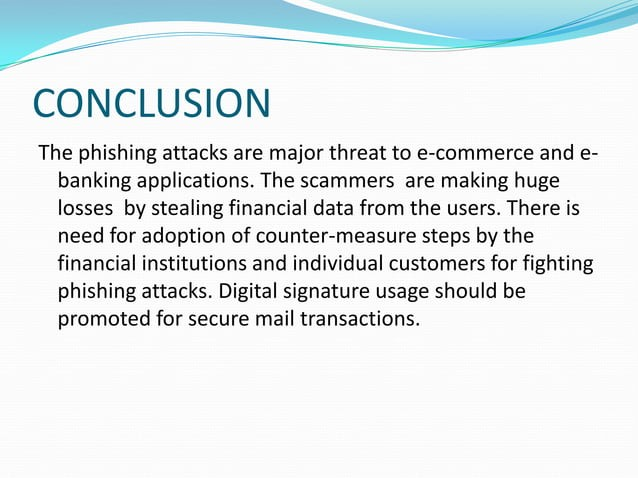 CONCLUSION
The phishing attacks are major threat to e-commerce and e-
banking applications. The scammers  are making huge
losses  by stealing financial data from the users. There is
need for adoption of counter-measure steps by the
financial institutions and individual customers for fighting
phishing attacks. Digital signature usage should be
promoted for secure mail transactions.